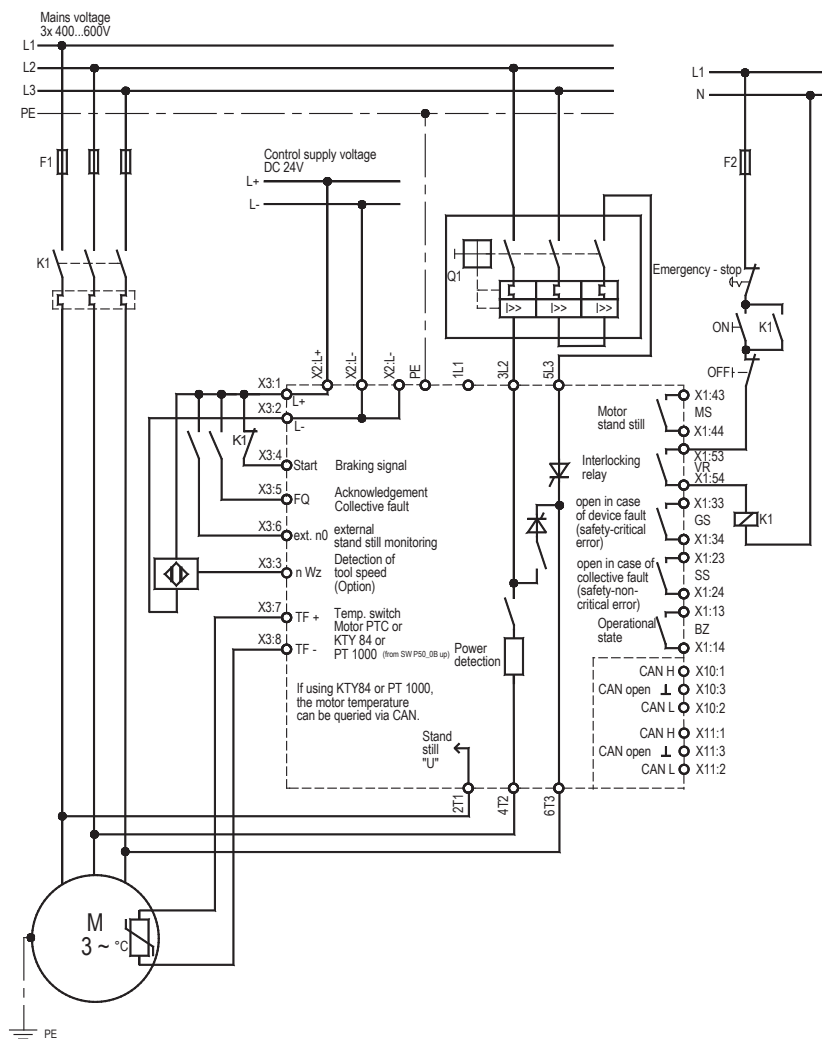 Mains voltage
3x 400...600V
L1
L2
L3
PE
L1
N
F1
F2
Control supply voltage
DC 24V
L+
L-
K1
Q1
I>>
I>>
I>>
Emergency - stop
ON
K1
OFF
X2:L+
X2:L-
X2:L-
PE
1L1
3L2
5L3
X3:1
L+
X3:2
L-
K1
X3:4
Start
Braking signal
X3:5
FQ
Acknowledgement
Collective fault
X3:6
ext. n0
external
stand still monitoring
X3:3
n Wz
Detection of
tool speed
(Option)
X3:7
TF +
X3:8
TF -
Temp. switch
Motor PTC or
KTY 84 or
PT 1000 (from SW P50_0B up)
Power
detection
If using KTY84 or PT 1000,
the motor temperature
can be queried via CAN.
Stand
still
"U"
Motor
stand still
X1:43
MS
X1:44
Interlocking
relay
X1:53
VR
X1:54
K1
open in case
of device fault
(safety-critical
error)
X1:33
GS
X1:34
open in case of
collective fault
(safety-non-
critical error)
X1:23
SS
X1:24
Operational
state
X1:13
BZ
X1:14
CAN H X10:1
CAN open X10:3
CAN L X10:2
CAN H X11:1
CAN open X11:3
CAN L X11:2
2T1
4T2
6T3
M
3 ~
°C
PE